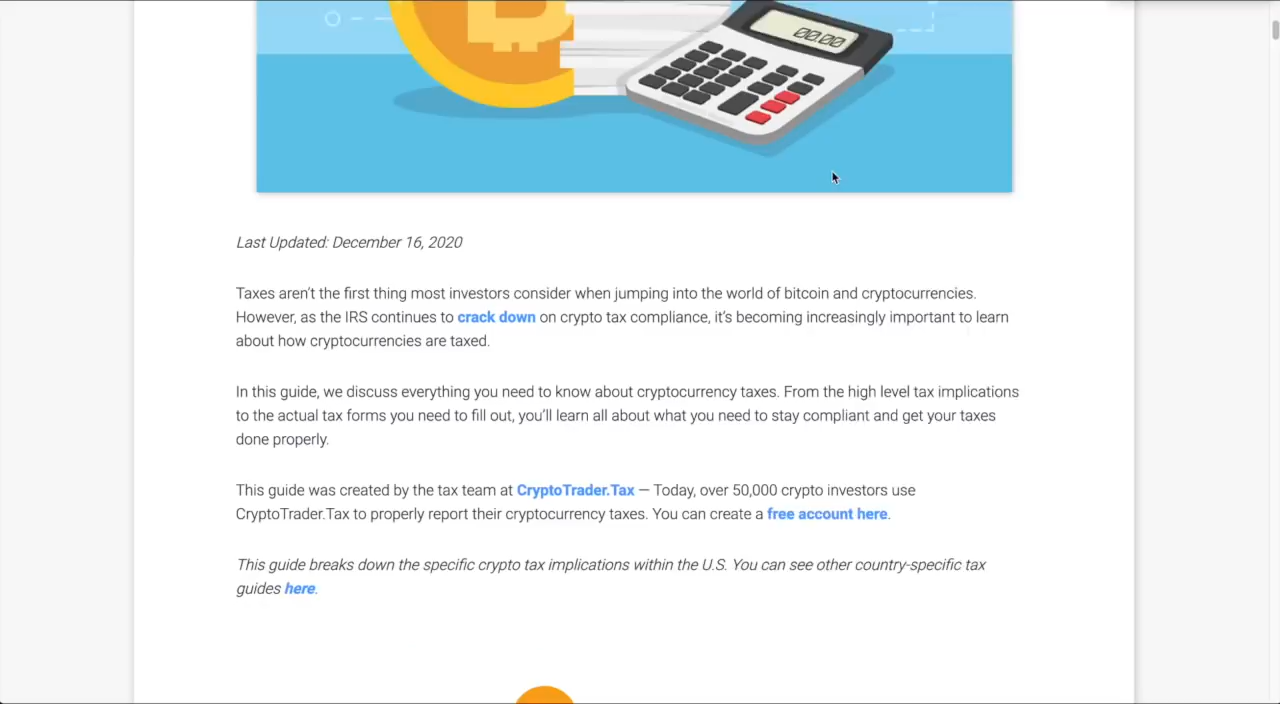 00.00
Last Updated: December 16, 2020
Taxes aren't the first thing most investors consider when jumping into the world of bitcoin and cryptocurrencies.
However, as the IRS continues to crack down on crypto tax compliance, it's becoming increasingly important to learn
about how cryptocurrencies are taxed.
In this guide, we discuss everything you need to know about cryptocurrency taxes. From the high level tax implications
to the actual tax forms you need to fill out, you'll learn all about what you need to stay compliant and get your taxes
done properly.
This guide was created by the tax team at CryptoTrader.Tax — Today, over 50,000 crypto investors use
CryptoTrader.Tax to properly report their cryptocurrency taxes. You can create a free account here.
This guide breaks down the specific crypto tax implications within the U.S. You can see other country-specific tax
guides here.